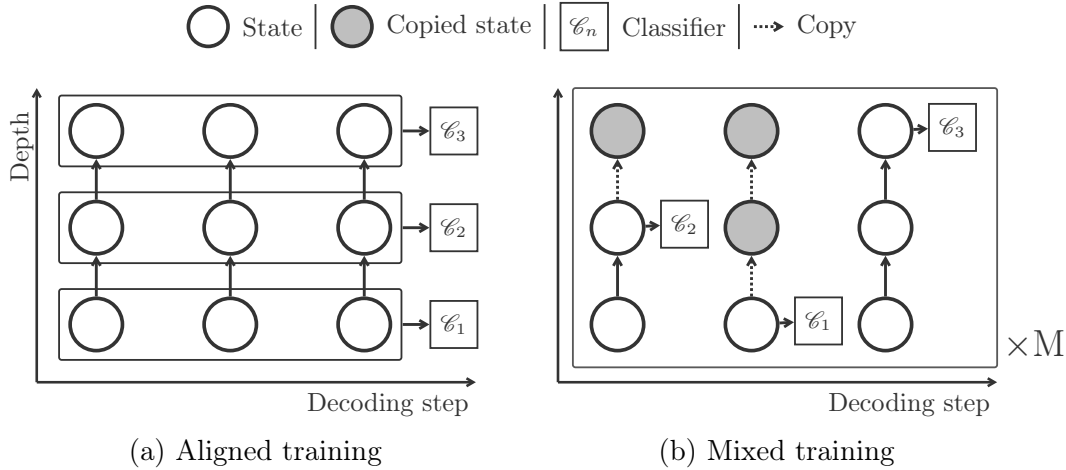 State | Copied state | 𝒞n Classifier | Copy
Depth
𝒞3
𝒞2
𝒞1
Decoding step
(a) Aligned training
𝒞3
𝒞2
𝒞1
×M
Decoding step
(b) Mixed training